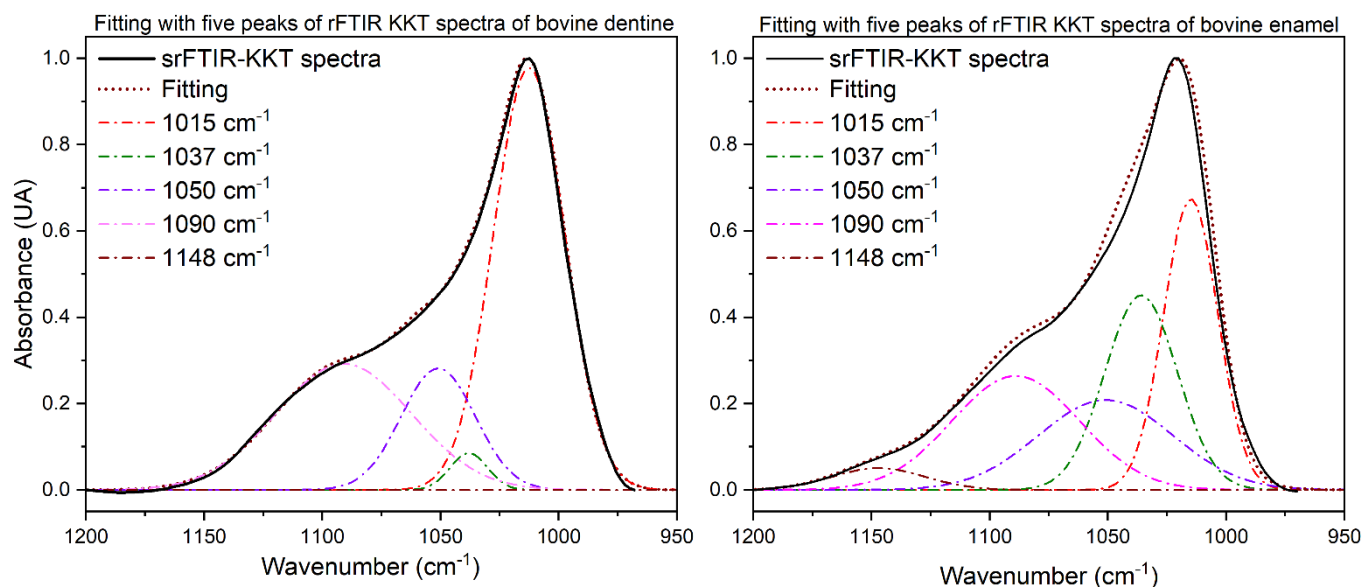 Fitting with five peaks of rFTIR KKT spectra of bovine dentine
1.0
0.8
0.6
0.4
0.2
0.0
Absorbance (UA)
srFTIR-KKT spectra
Fitting
1015 cm⁻¹
1037 cm⁻¹
1050 cm⁻¹
1090 cm⁻¹
1148 cm⁻¹
1200 1150 1100 1050 1000 950
Wavenumber (cm⁻¹)
Fitting with five peaks of rFTIR KKT spectra of bovine enamel
1.0
0.8
0.6
0.4
0.2
0.0
srFTIR-KKT spectra
Fitting
1015 cm⁻¹
1037 cm⁻¹
1050 cm⁻¹
1090 cm⁻¹
1148 cm⁻¹
1200 1150 1100 1050 1000 950
Wavenumber (cm⁻¹)